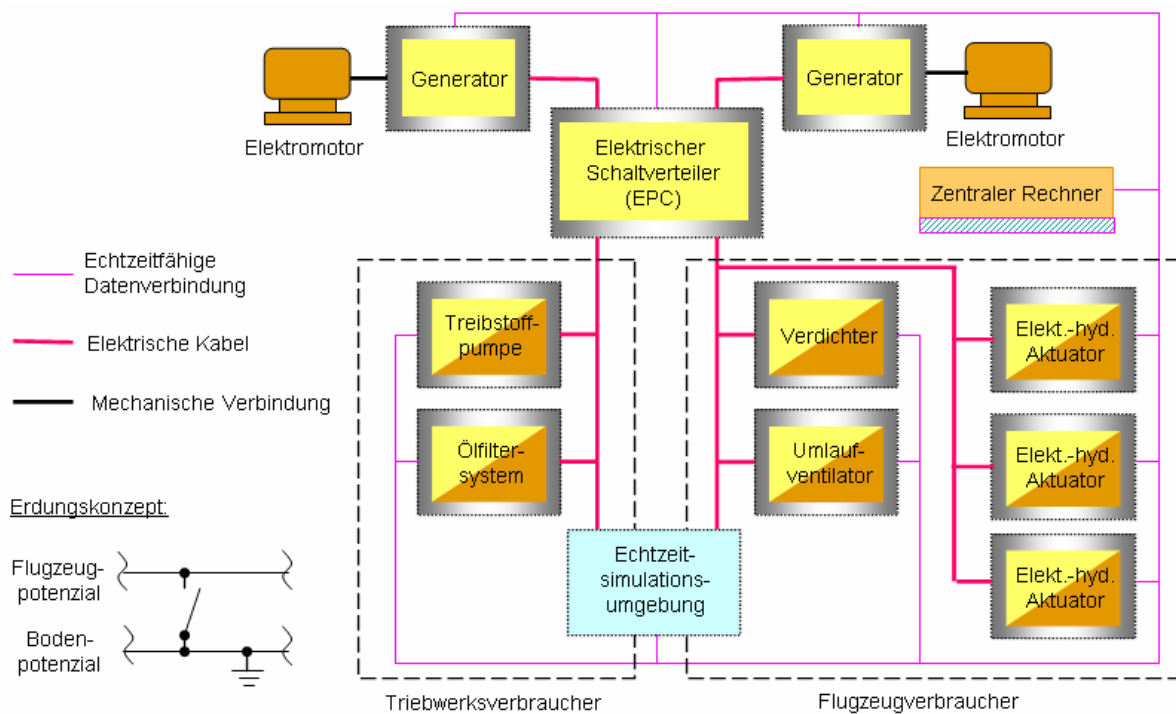 Generator
Generator
Elektromotor
Elektromotor
Elektrischer
Schaltverteiler
(EPC)
Zentraler Rechner
Echtzeitfähige
Datenverbindung
Elektrische Kabel
Mechanische Verbindung
Treibstoff-
pumpe
Verdichter
Elekt.-hyd.
Aktuator
Ölfilter-
system
Umlauf-
ventilator
Elekt.-hyd.
Aktuator
Erdungskonzept:
Flugzeug-
potenzial
Boden-
potenzial
Echtzeit-
simulations-
umgebung
Elekt.-hyd.
Aktuator
Triebwerksverbraucher
Flugzeugverbraucher